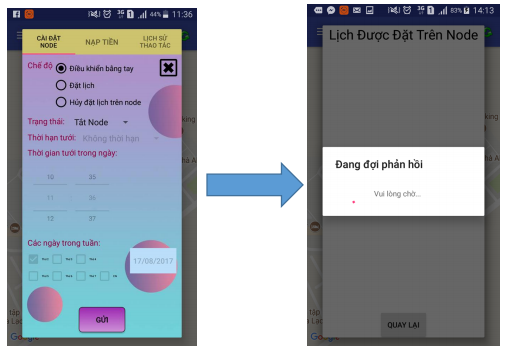 36 44% 11:36
CÀI ĐẶT NODE
NẠP TIỀN
LỊCH SỬ THAO TÁC
Chế độ
Điều khiển bằng tay
Đặt lịch
Hủy đặt lịch trên node
Trạng thái: Tắt Node
Thời hạn tưới: Không thời hạn
Thời gian tưới trong ngày:
10 35
11 36
12 37
Các ngày trong tuần:
17/08/2017
GỬI
83% 14:13
Lịch Được Đặt Trên Node
Đang đợi phản hồi
Vui lòng chờ...
QUAY LẠI